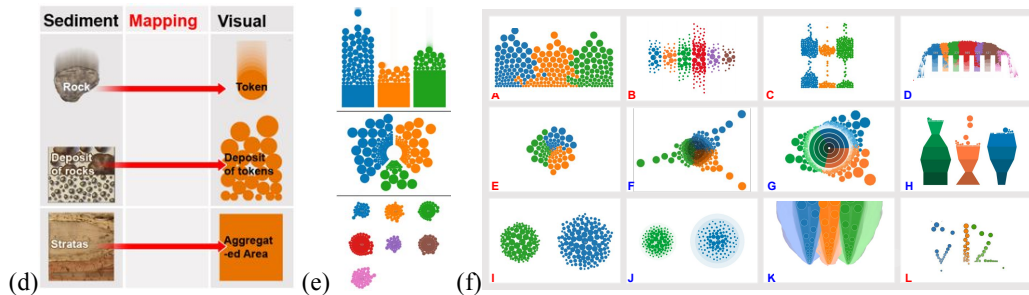 Sediment Mapping Visual
Rock Token
Deposit of rocks
Deposit of tokens
Stratas
Aggregat
-ed Area
(d) (e) (f)
A B C D
E F G H
I J K L